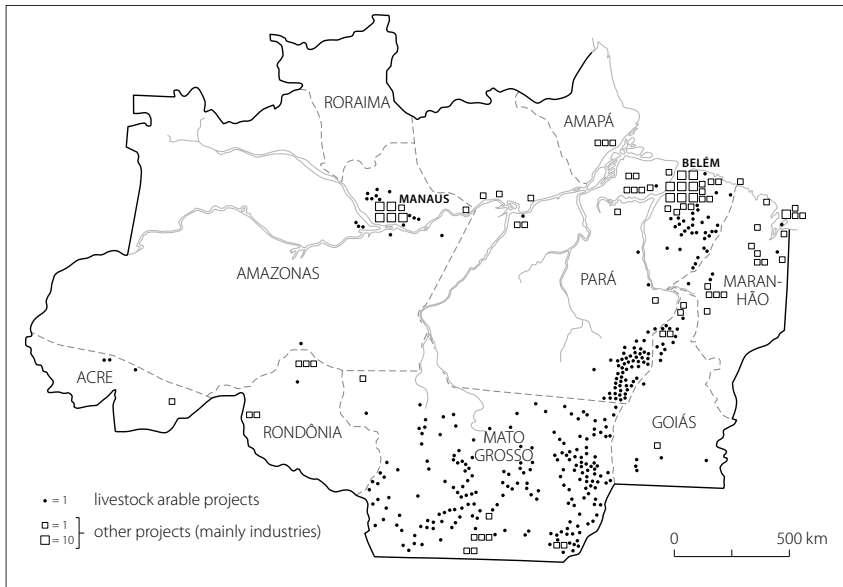 RORAIMA
AMAPÁ
BELÉM
MANAUS
AMAZONAS
PARÁ
MARAN-
HÃO
ACRE
RONDÔNIA
MATO
GROSSO
GOIÁS
= 1 livestock arable projects
= 1
= 10
other projects (mainly industries)
0 500 km